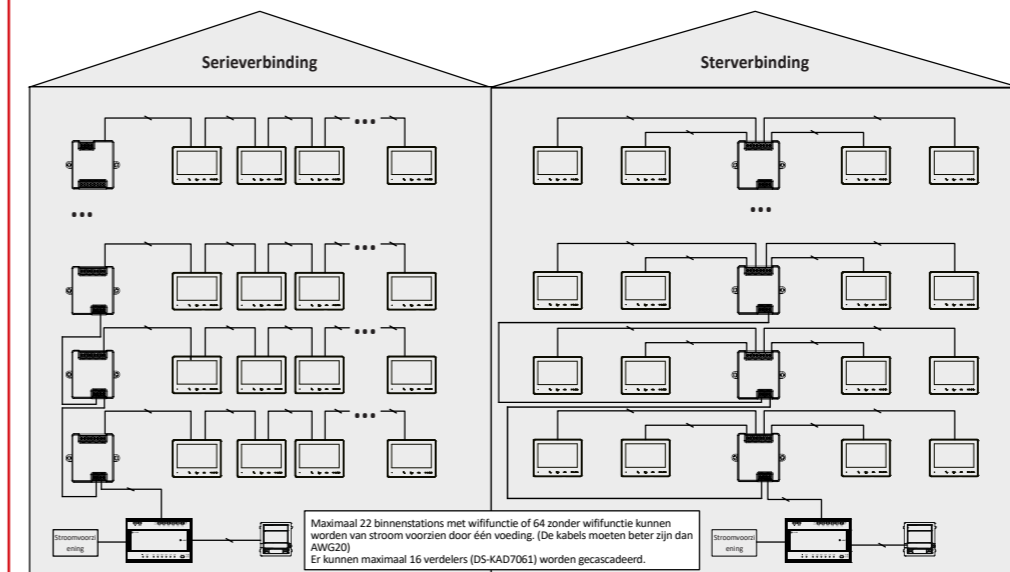 Serieverbinding
Sterverbinding
Stroomvoorzi
ening
Maximaal 22 binnenstations met wififunctie of 64 zonder wififunctie kunnen
worden van stroom voorzien door één voeding. (De kabels moeten beter zijn dan
AWG20)
Er kunnen maximaal 16 verdelers (DS-KAD7061) worden gecascadeerd.
Stroomvoorzi
ening